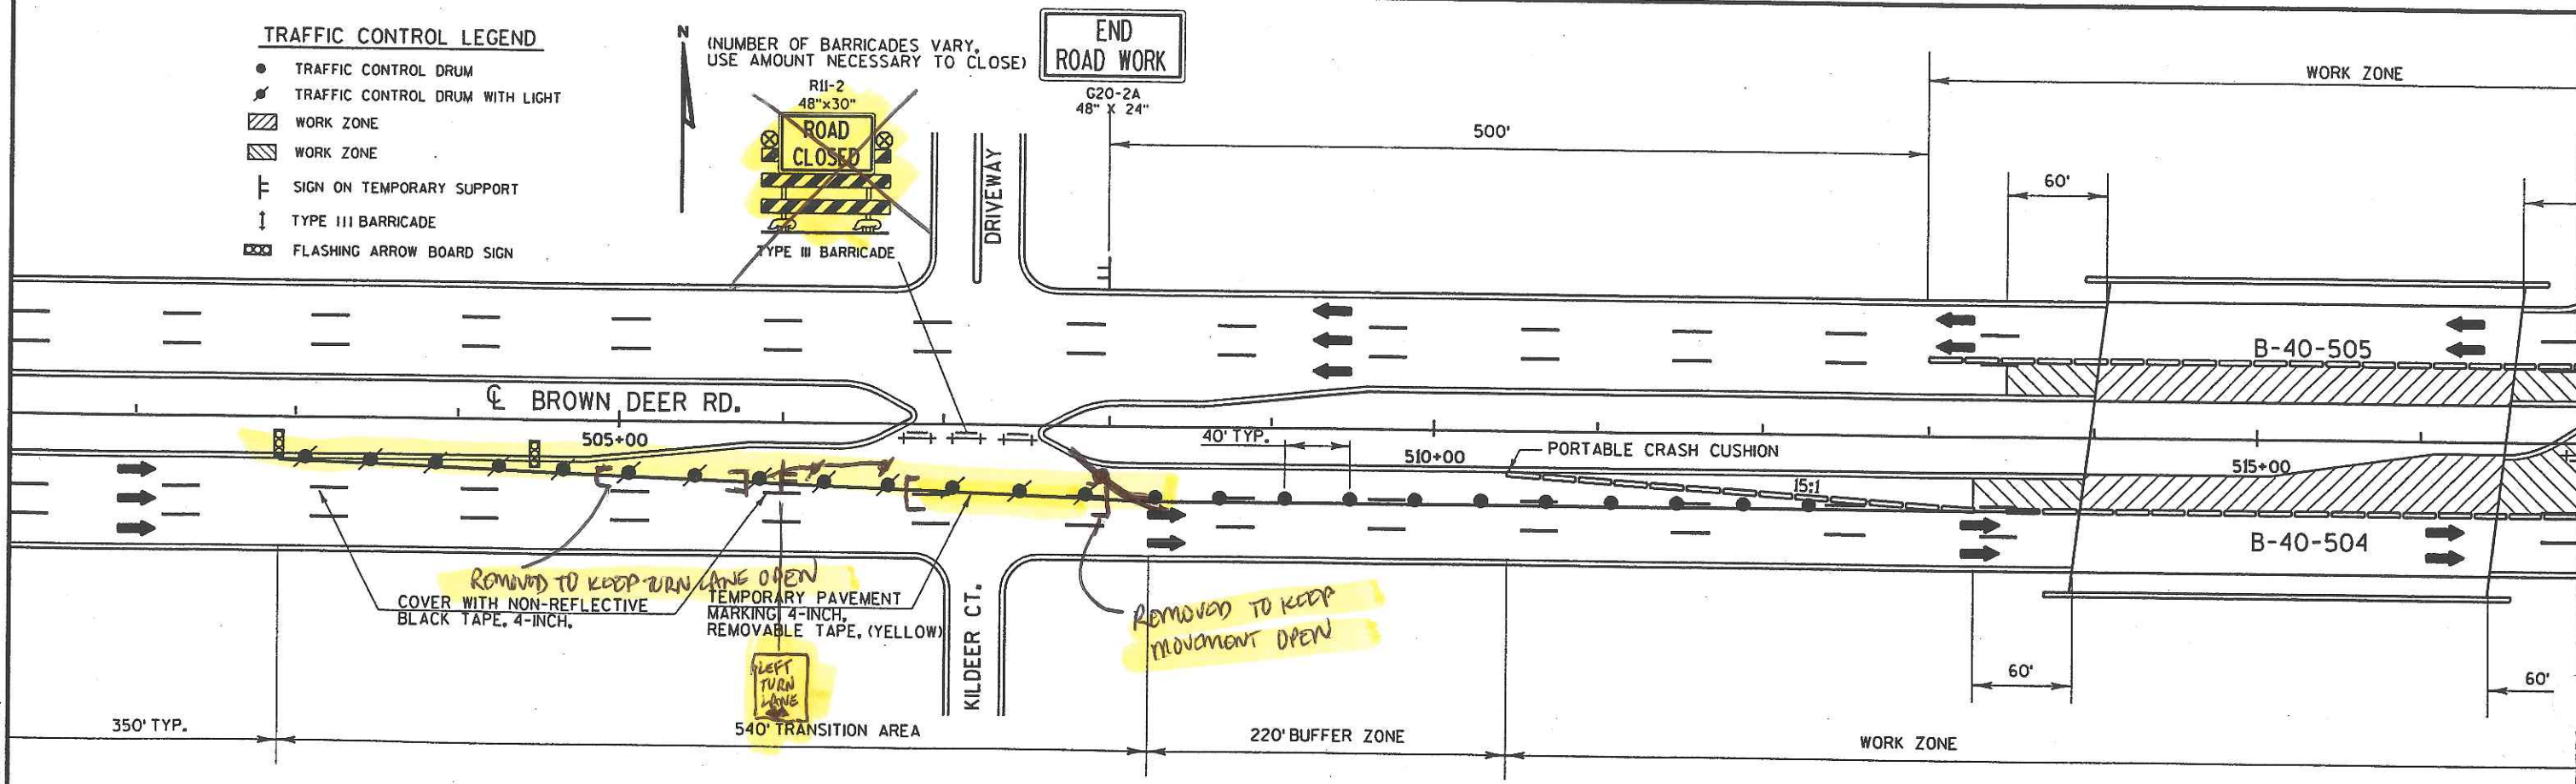 TRAFFIC CONTROL LEGEND
TRAFFIC CONTROL DRUM
TRAFFIC CONTROL DRUM WITH LIGHT
WORK ZONE
WORK ZONE
SIGN ON TEMPORARY SUPPORT
TYPE III BARRICADE
FLASHING ARROW BOARD SIGN
N
(NUMBER OF BARRICADES VARY,
USE AMOUNT NECESSARY TO CLOSE)
R11-2
48"x30"
ROAD
CLOSED
TYPE III BARRICADE
END
ROAD WORK
G20-2A
48" X 24"
DRIVEWAY
500'
WORK ZONE
60'
B-40-505
℄ BROWN DEER RD.
505+00
40' TYP.
510+00
PORTABLE CRASH CUSHION
15:1
515+00
B-40-504
REMOVED TO KEEP TURN LANE OPEN
COVER WITH NON-REFLECTIVE
BLACK TAPE, 4-INCH.
TEMPORARY PAVEMENT
MARKING, 4-INCH,
REMOVABLE TAPE, (YELLOW)
LEFT
TURN
LANE
KILDEER CT.
REMOVED TO KEEP
MOVEMENT OPEN
60'
60'
350' TYP.
540' TRANSITION AREA
220' BUFFER ZONE
WORK ZONE